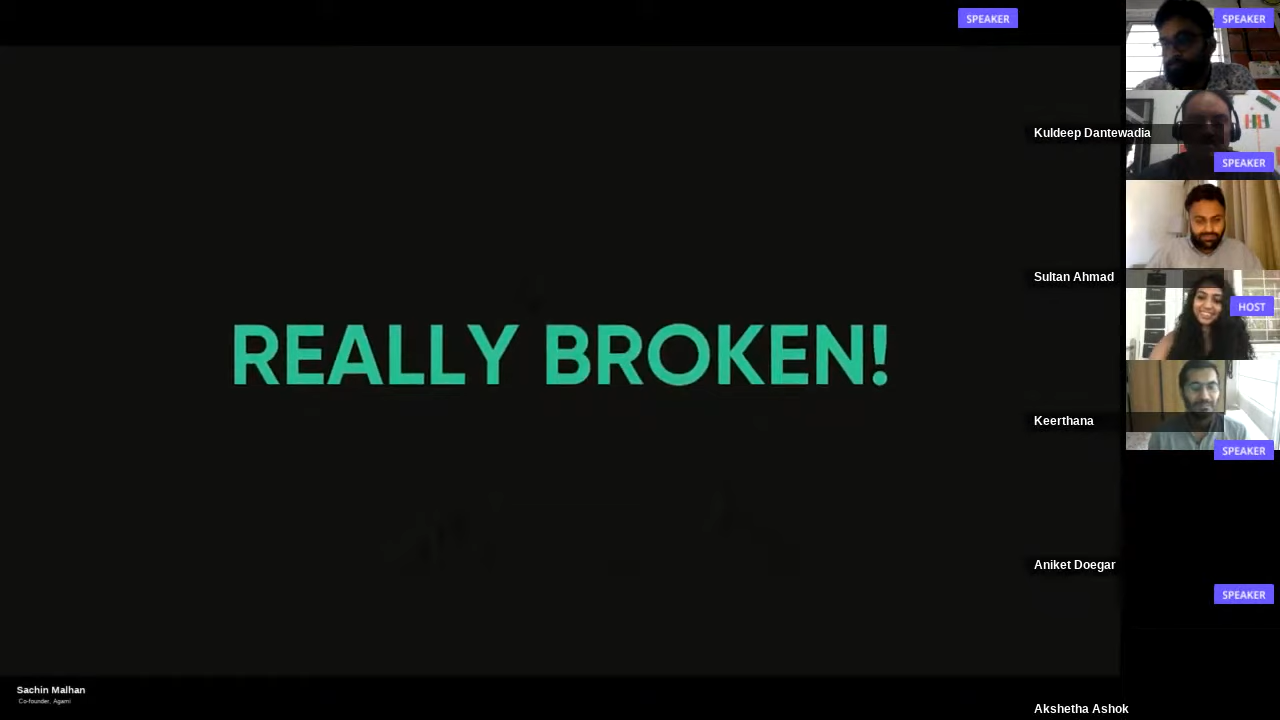 SPEAKER
SPEAKER
Kuldeep Dantewadia
SPEAKER
Sultan Ahmad
HOST
REALLY BROKEN!
Keerthana
SPEAKER
Aniket Doegar
SPEAKER
Sachin Malhan
Co-founder, Agami
Akshetha Ashok